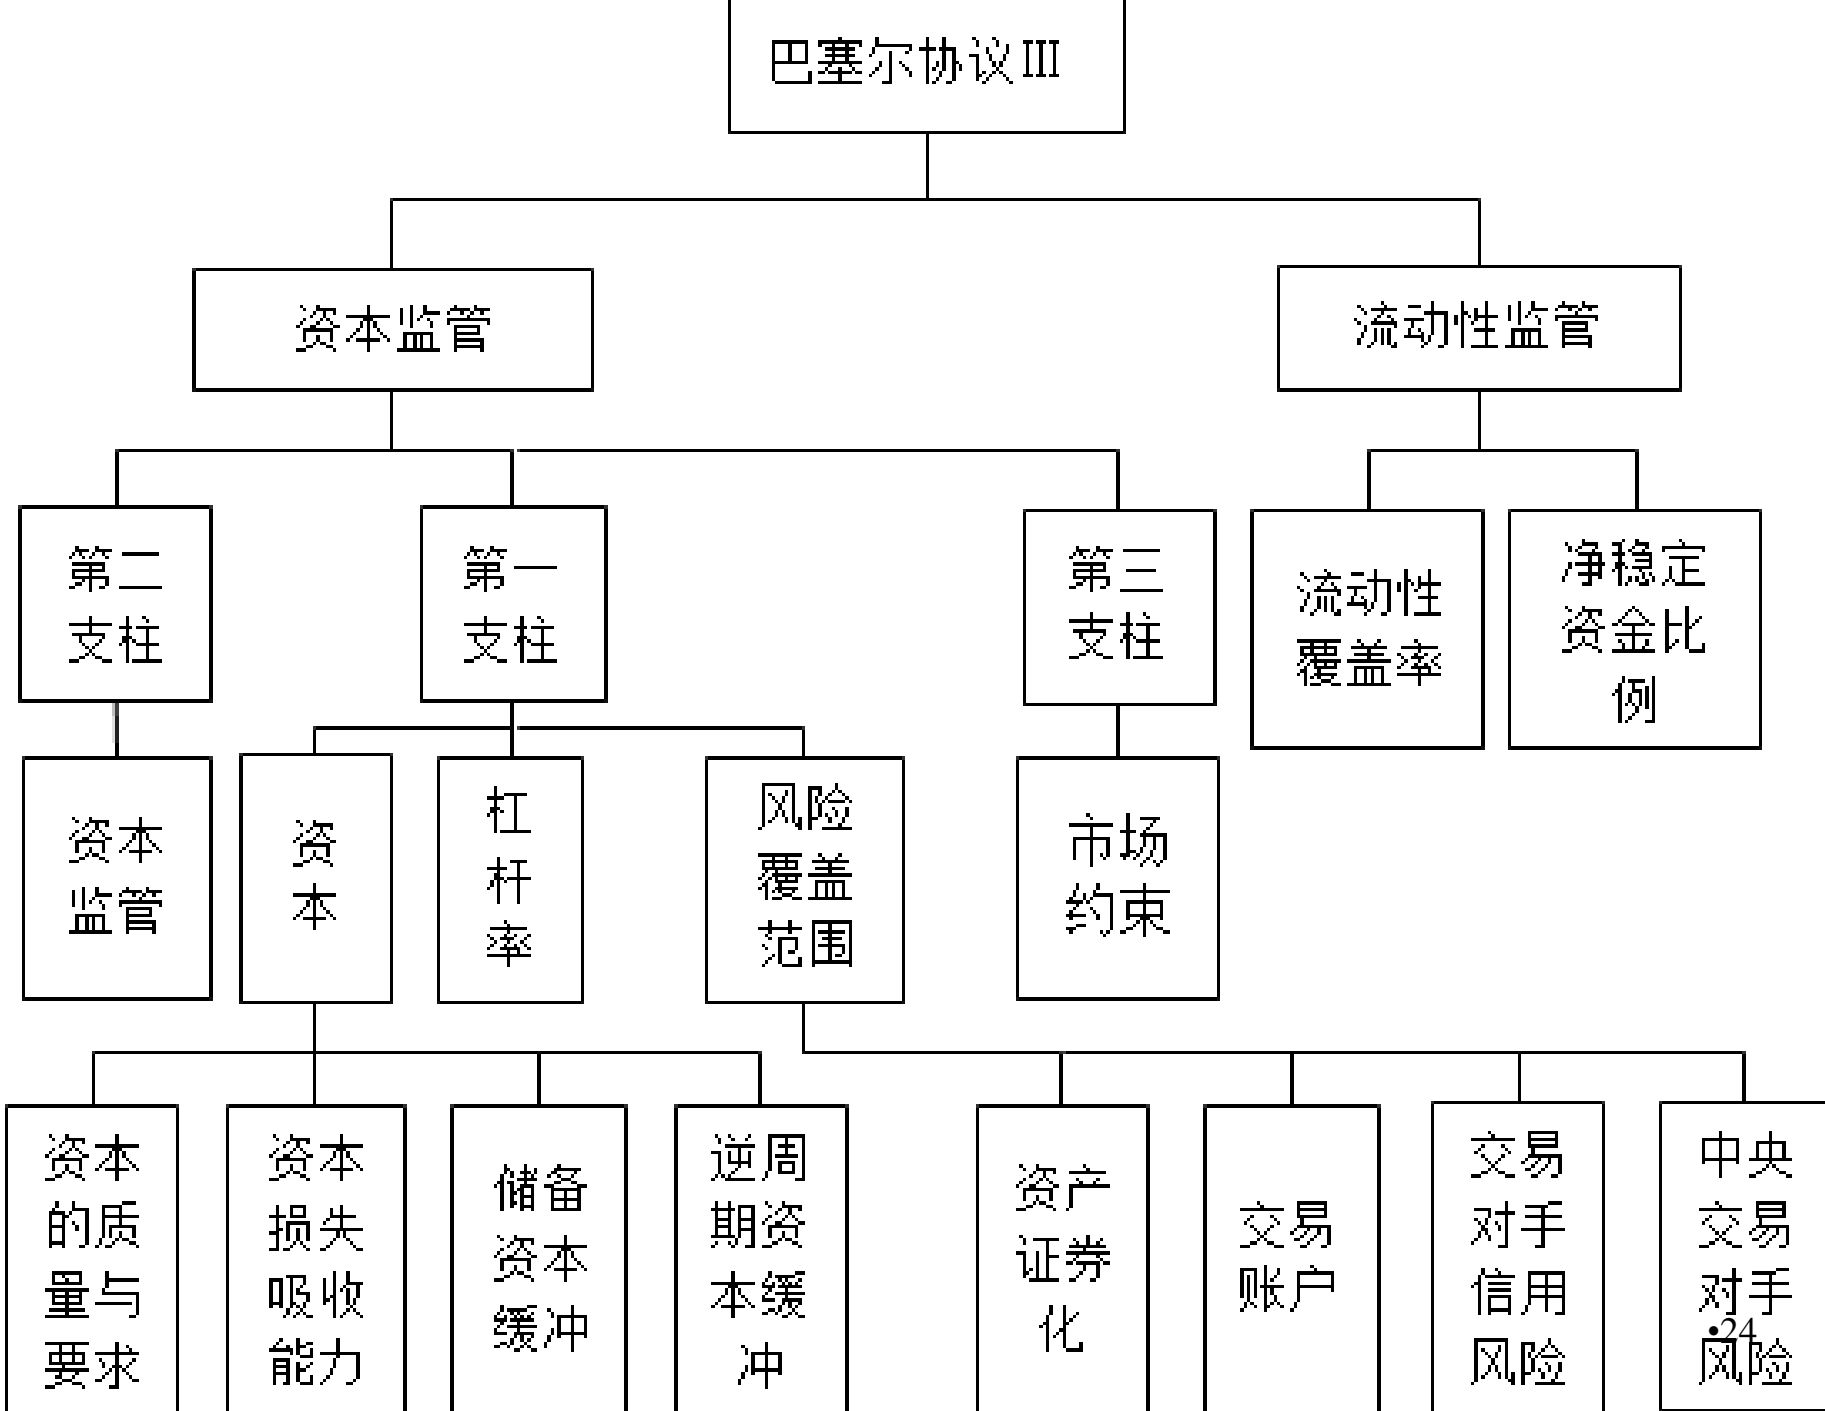 巴塞尔协议Ⅲ
资本监管
流动性监管
第二
支柱
第一
支柱
第三
支柱
流动性
覆盖率
净稳定
资金比
例
资本
监管
资
本
杠
杆
率
风险
覆盖
范围
市场
约束
资本
的质
量与
要求
资本
损失
吸收
能力
储备
资本
缓冲
逆周
期资
本缓
冲
资产
证券
化
交易
账户
交易
对手
信用
风险
中央
交易
对手
风险
•24